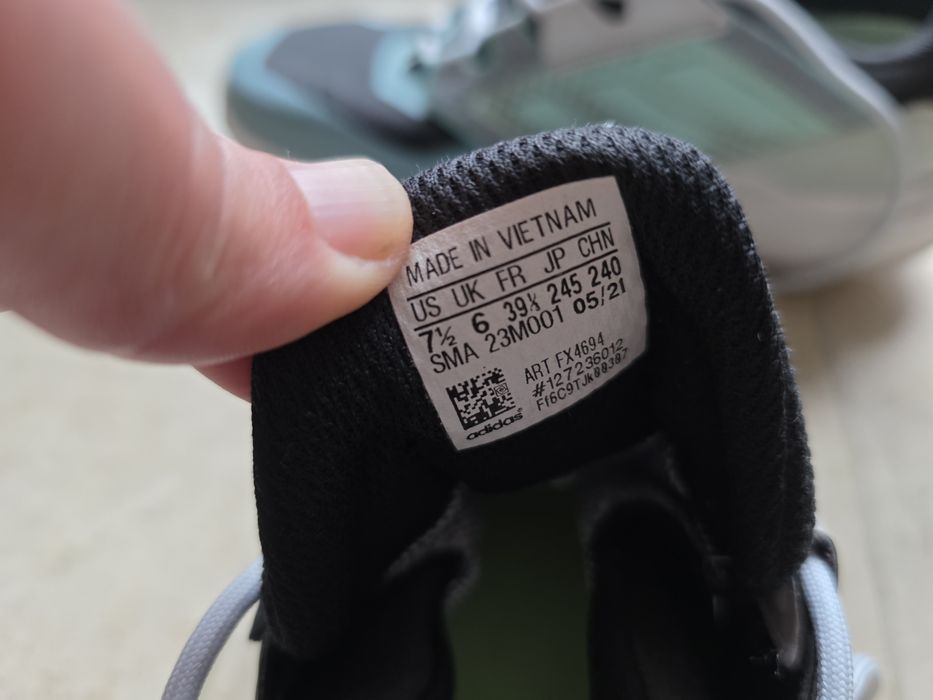 MADE IN VIETNAM
US UK FR JP CHN
7½ 6 39⅓ 245 240
SMA 23M001 05/21
ART FX4694
#127236012
Ff6C9TJk00307
adidas